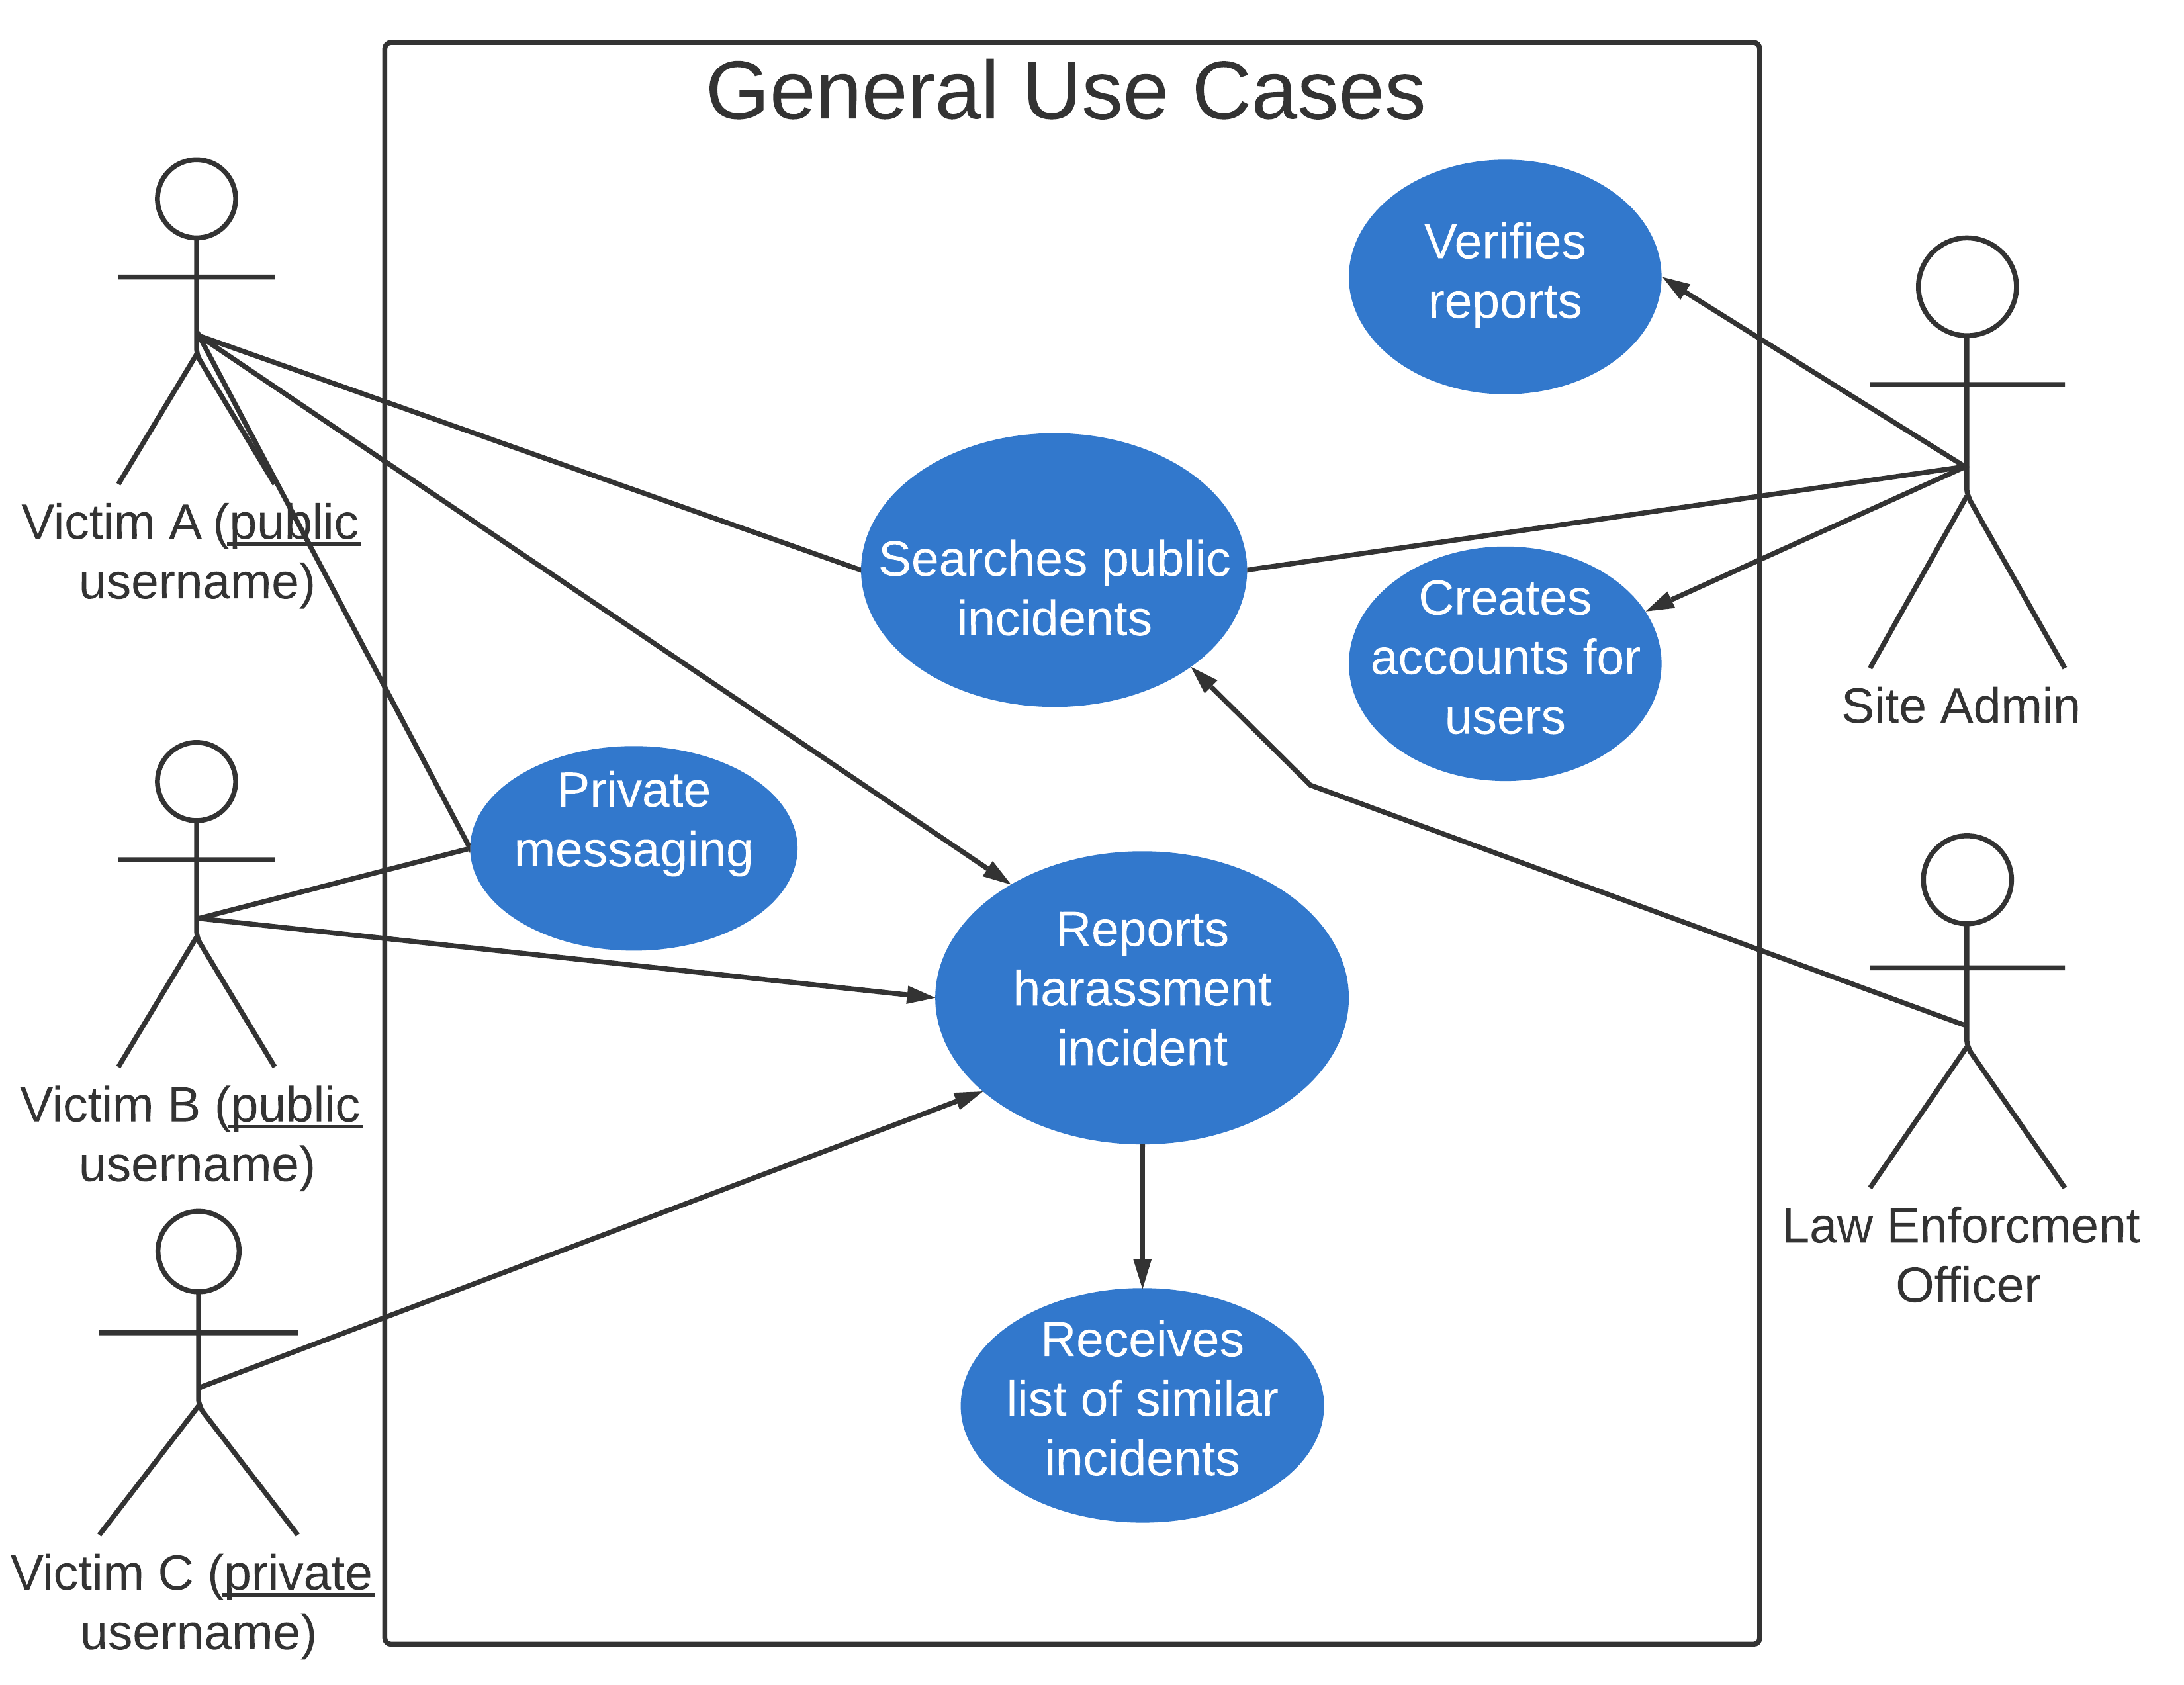 General Use Cases
Verifies
reports
Victim A (public
username)
Searches public
incidents
Creates
accounts for
users
Site Admin
Private
messaging
Reports
harassment
incident
Victim B (public
username)
Law Enforcment
Officer
Receives
list of similar
incidents
Victim C (private
username)